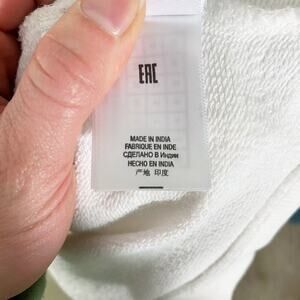 EAC
MADE IN INDIA
FABRIQUE EN INDE
СДЕЛАНО В Индии
HECHO EN INDIA
产地 印度